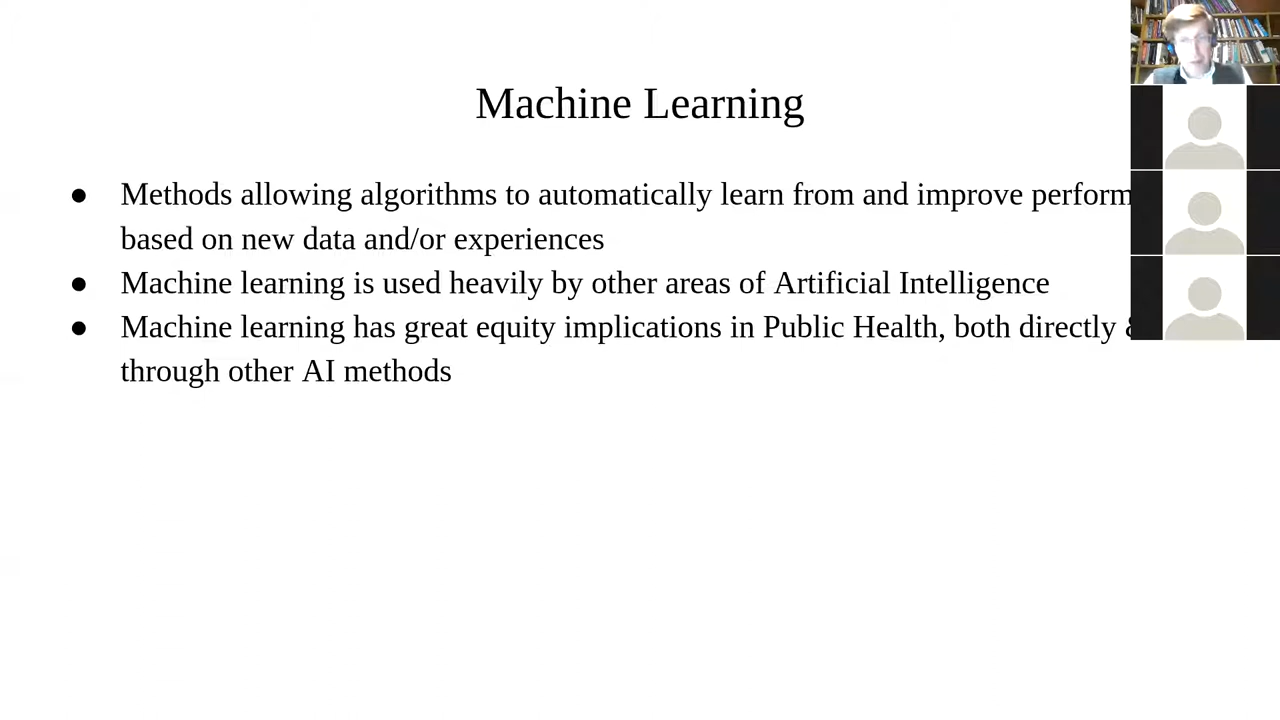 Machine Learning
● Methods allowing algorithms to automatically learn from and improve
based on new data and/or experiences
● Machine learning is used heavily by other areas of Artificial Intelligence
● Machine learning has great equity implications in Public Health, both directly
through other AI methods